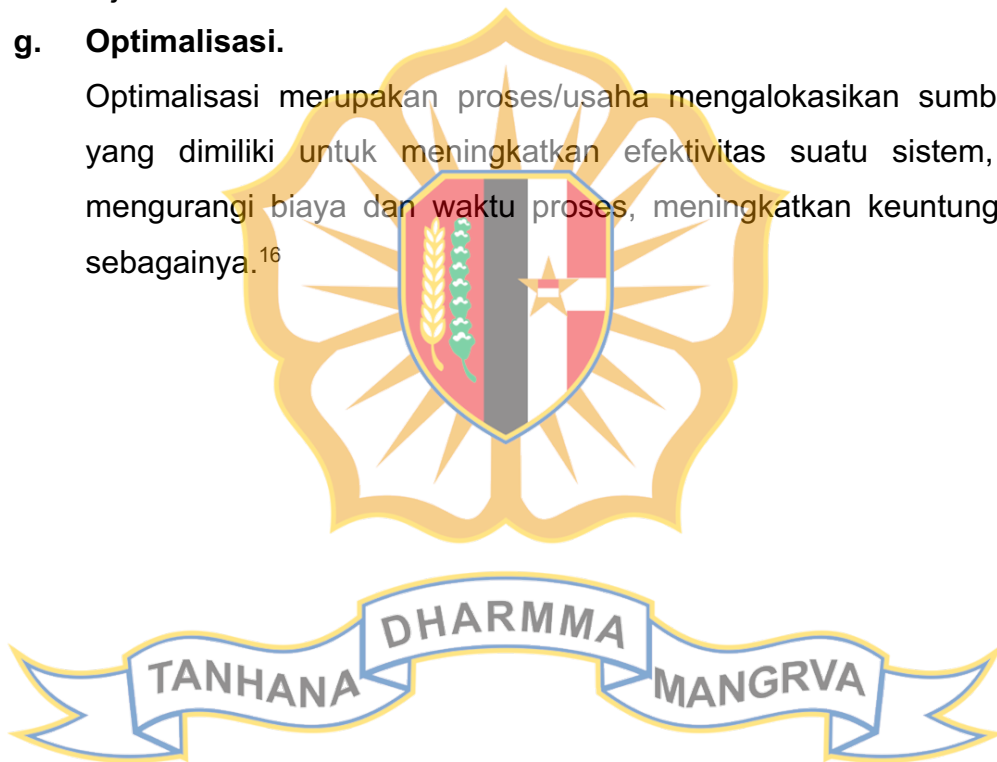 g. Optimalisasi.
Optimalisasi merupakan proses/usaha mengalokasikan sumb
yang dimiliki untuk meningkatkan efektivitas suatu sistem,
mengurangi biaya dan waktu proses, meningkatkan keuntung
sebagainya.16
TANHANA DHARMMA MANGRVA